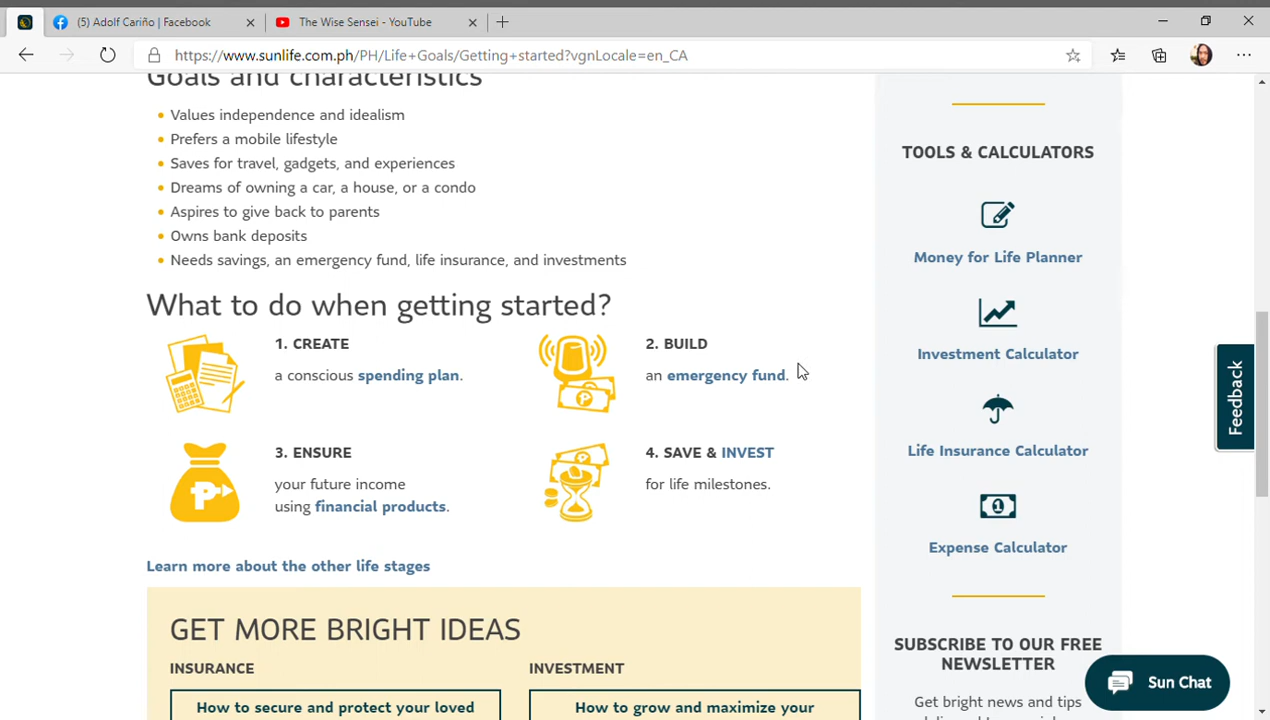 (5) Adolf Cariño | Facebook
The Wise Sensei - YouTube
https://www.sunlife.com.ph/PH/Life+Goals/Getting+started?vgnLocale=en_CA
Goals and characteristics
Values independence and idealism
Prefers a mobile lifestyle
Saves for travel, gadgets, and experiences
Dreams of owning a car, a house, or a condo
Aspires to give back to parents
Owns bank deposits
Needs savings, an emergency fund, life insurance, and investments
What to do when getting started?
1. CREATE
a conscious spending plan.
2. BUILD
an emergency fund.
3. ENSURE
your future income
using financial products.
4. SAVE & INVEST
for life milestones.
Learn more about the other life stages
GET MORE BRIGHT IDEAS
INSURANCE
How to secure and protect your loved
INVESTMENT
How to grow and maximize your
TOOLS & CALCULATORS
Money for Life Planner
Investment Calculator
Life Insurance Calculator
Expense Calculator
SUBSCRIBE TO OUR FREE
NEWSLETTER
Get bright news and tips
Feedback
Sun Chat